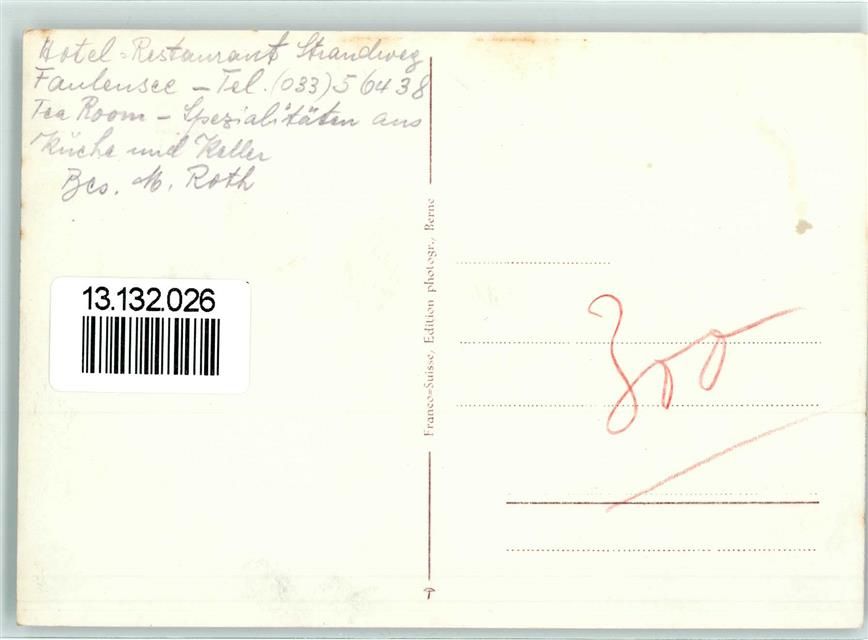 Hotel=Restaurant Strandweg
Faulensee – Tel. (033) 5 64 38
Tea Room – Spezialitäten aus
Küche und Keller
Bes. M. Roth
13.132.026
Franco=Suisse, Edition photogr., Berne
300